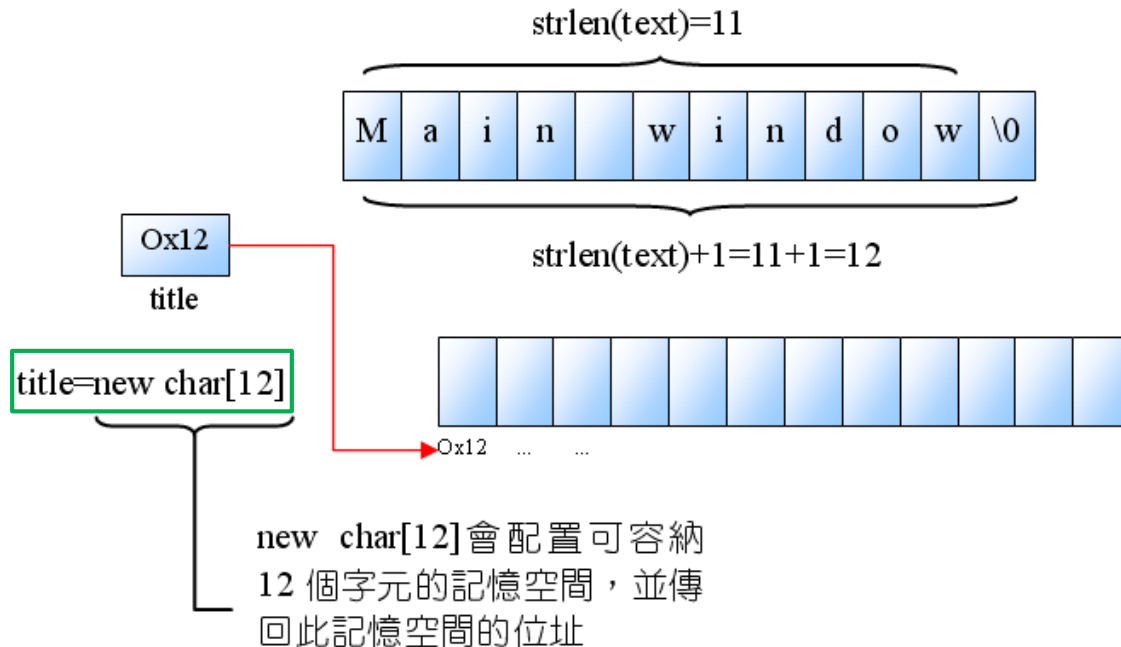 strlen(text)=11
M a i n w i n d o w \0
strlen(text)+1=11+1=12
Ox12
title
title=new char[12]
Ox12 ... ...
new char[12]會配置可容納
12 個字元的記憶空間，並傳
回此記憶空間的位址